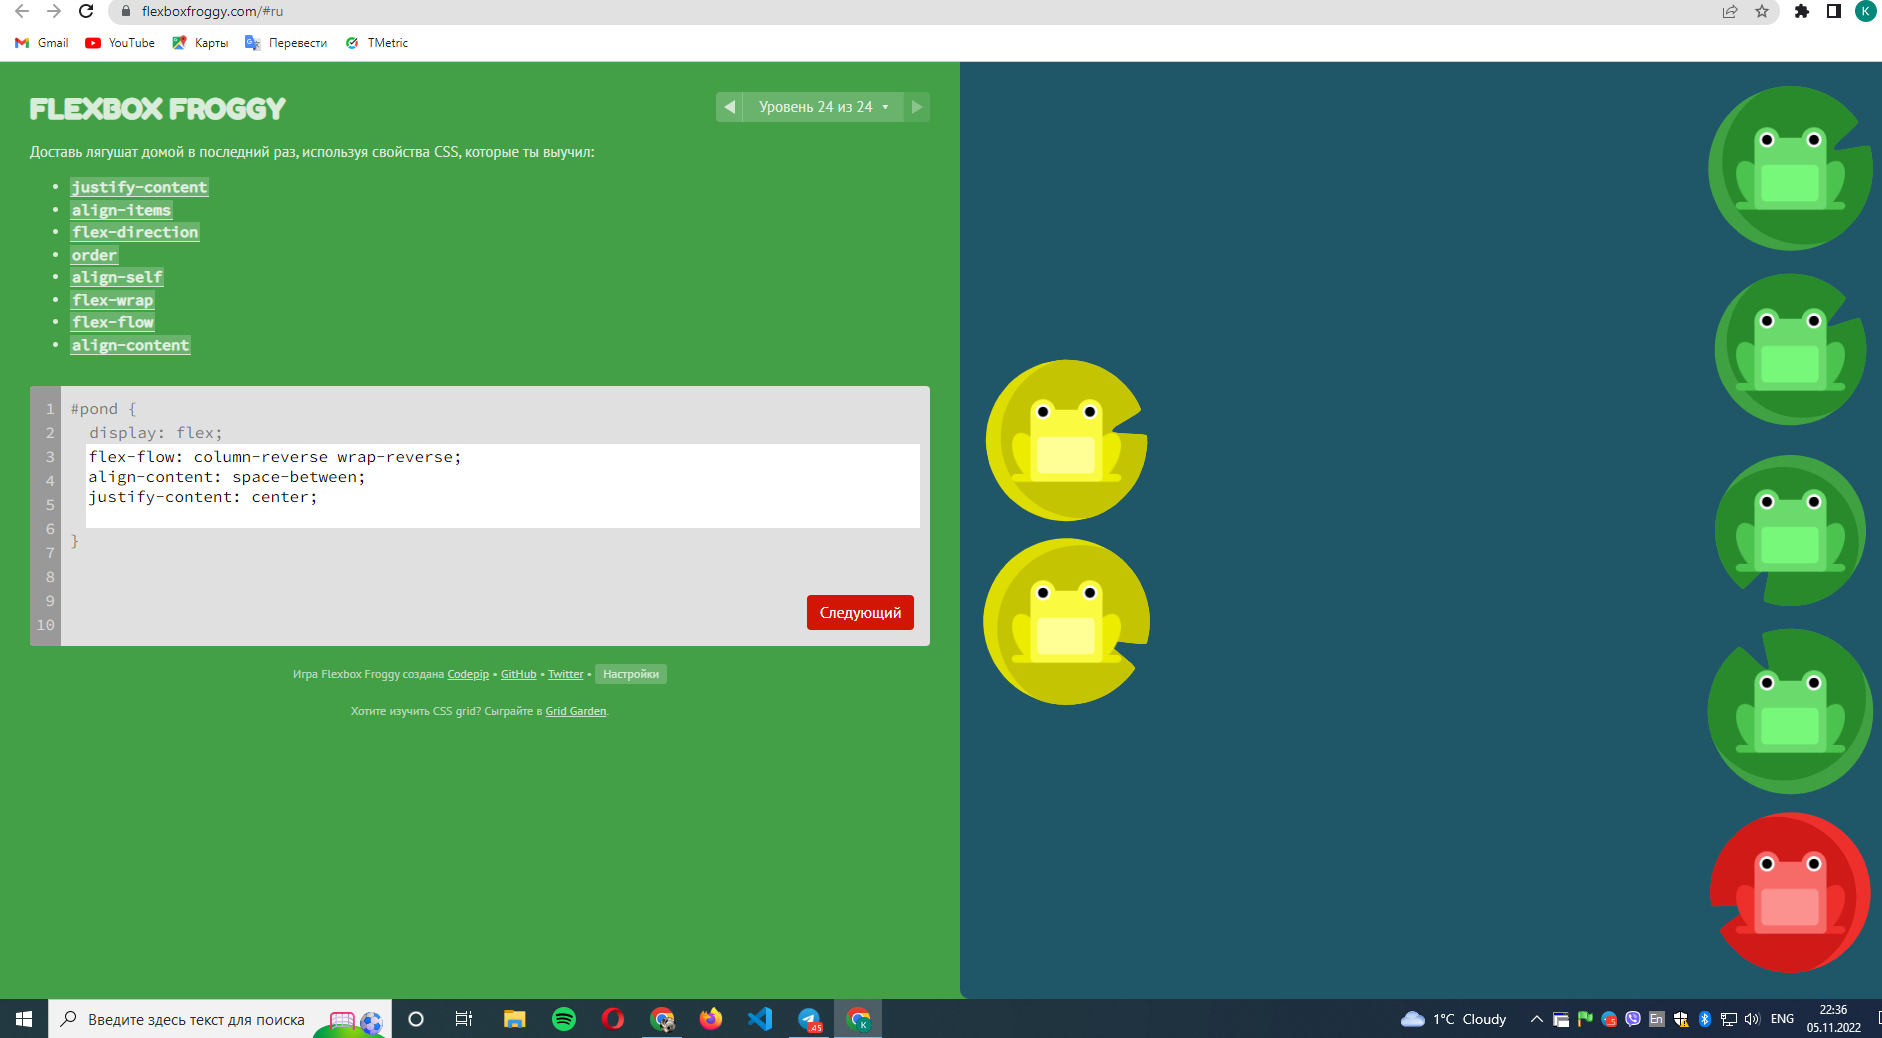 flexboxfroggy.com/#ru
K
Gmail YouTube Карты Перевести TMetric
FLEXBOX FROGGY
Уровень 24 из 24
Доставь лягушат домой в последний раз, используя свойства CSS, которые ты выучил:
• justify-content
• align-items
• flex-direction
• order
• align-self
• flex-wrap
• flex-flow
• align-content
1 #pond {
2 display: flex;
3 flex-flow: column-reverse wrap-reverse;
4 align-content: space-between;
5 justify-content: center;
6 }
7
8
9
10
Следующий
Игра Flexbox Froggy создана Codepip • GitHub • Twitter • Настройки
Хотите изучить CSS grid? Сыграйте в Grid Garden.
Введите здесь текст для поиска
45
K
1°C Cloudy
En
ENG
22:36
05.11.2022